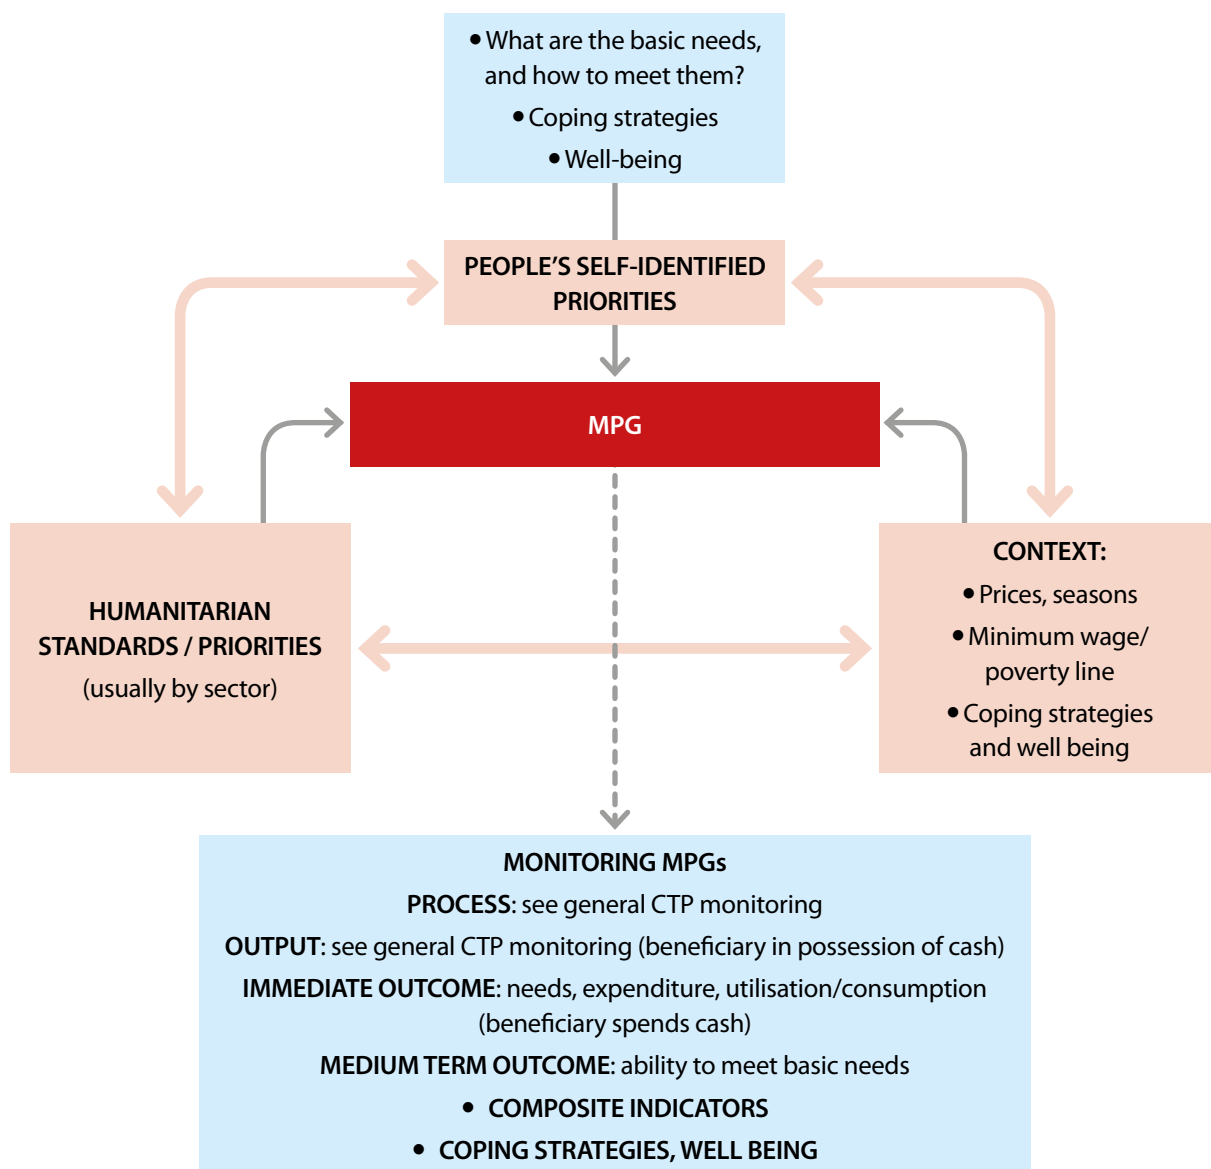 • What are the basic needs,
and how to meet them?
• Coping strategies
• Well-being
PEOPLE’S SELF-IDENTIFIED
PRIORITIES
MPG
HUMANITARIAN
STANDARDS / PRIORITIES
(usually by sector)
CONTEXT:
• Prices, seasons
• Minimum wage/
poverty line
• Coping strategies
and well being
MONITORING MPGs
PROCESS: see general CTP monitoring
OUTPUT: see general CTP monitoring (beneficiary in possession of cash)
IMMEDIATE OUTCOME: needs, expenditure, utilisation/consumption
(beneficiary spends cash)
MEDIUM TERM OUTCOME: ability to meet basic needs
• COMPOSITE INDICATORS
• COPING STRATEGIES, WELL BEING